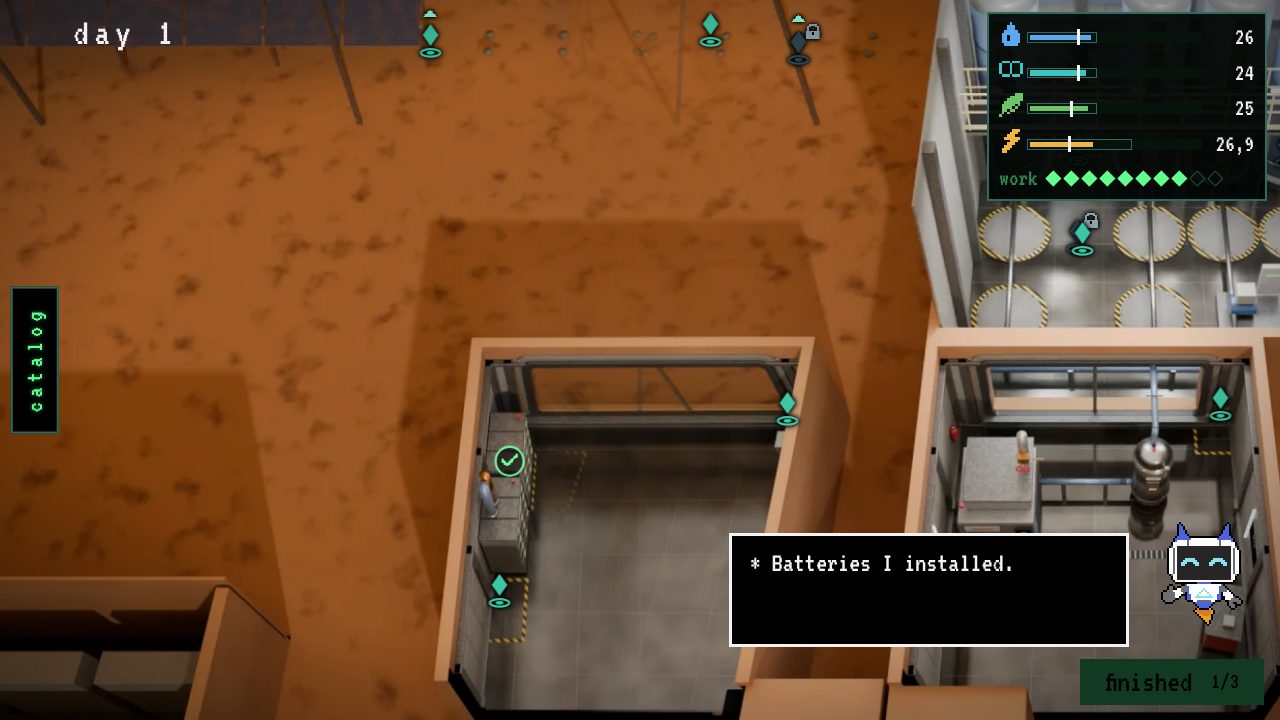 day 1
26
24
25
26,9
work
catalog
* Batteries I installed.
finished 1/3